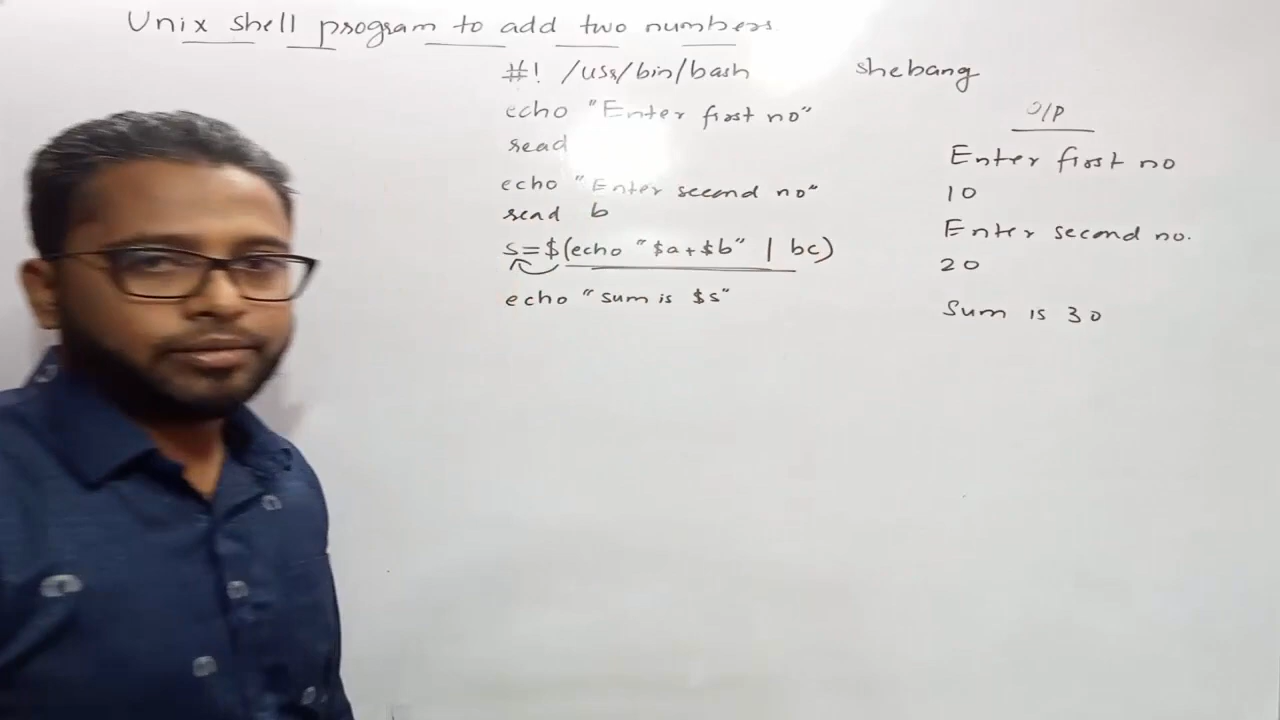 Unix shell program to add two numbers.
#! /usr/bin/bash
shebang
echo "Enter first no"
read
echo "Enter second no"
read b
s=$(echo "$a+$b" | bc)
echo "sum is $s"
O/P
Enter first no
10
Enter second no.
20
Sum is 30